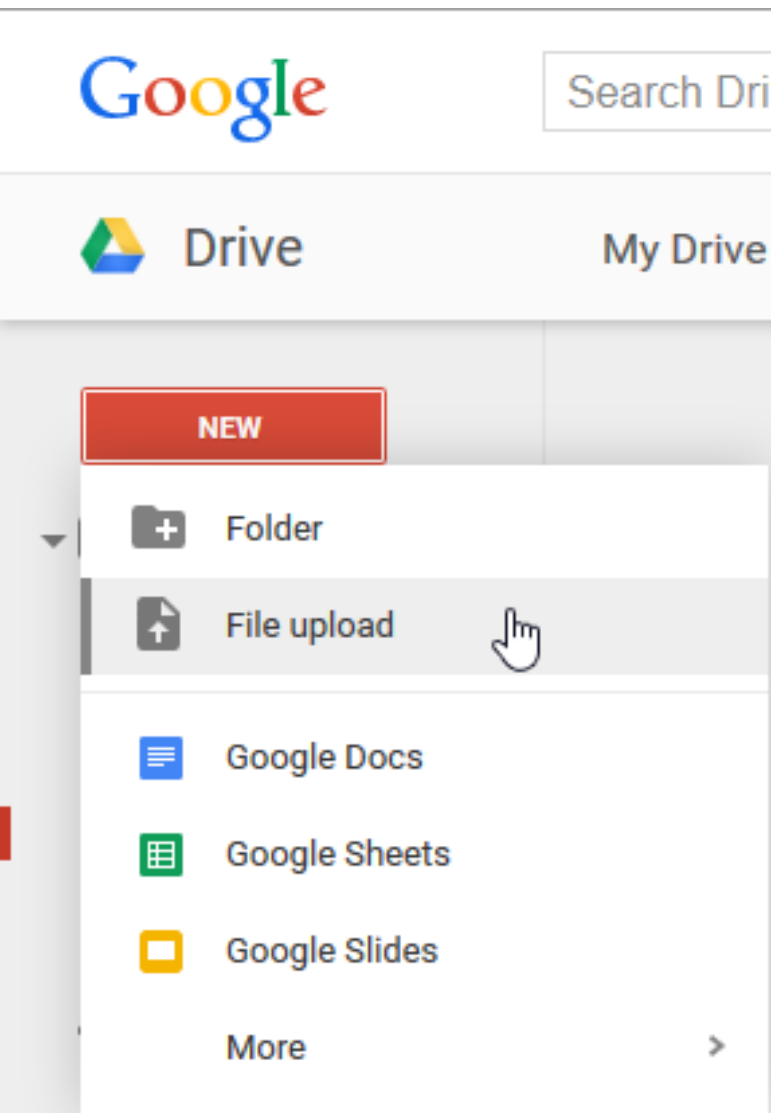 Google
Search Dri
Drive
My Drive
NEW
Folder
File upload
Google Docs
Google Sheets
Google Slides
More